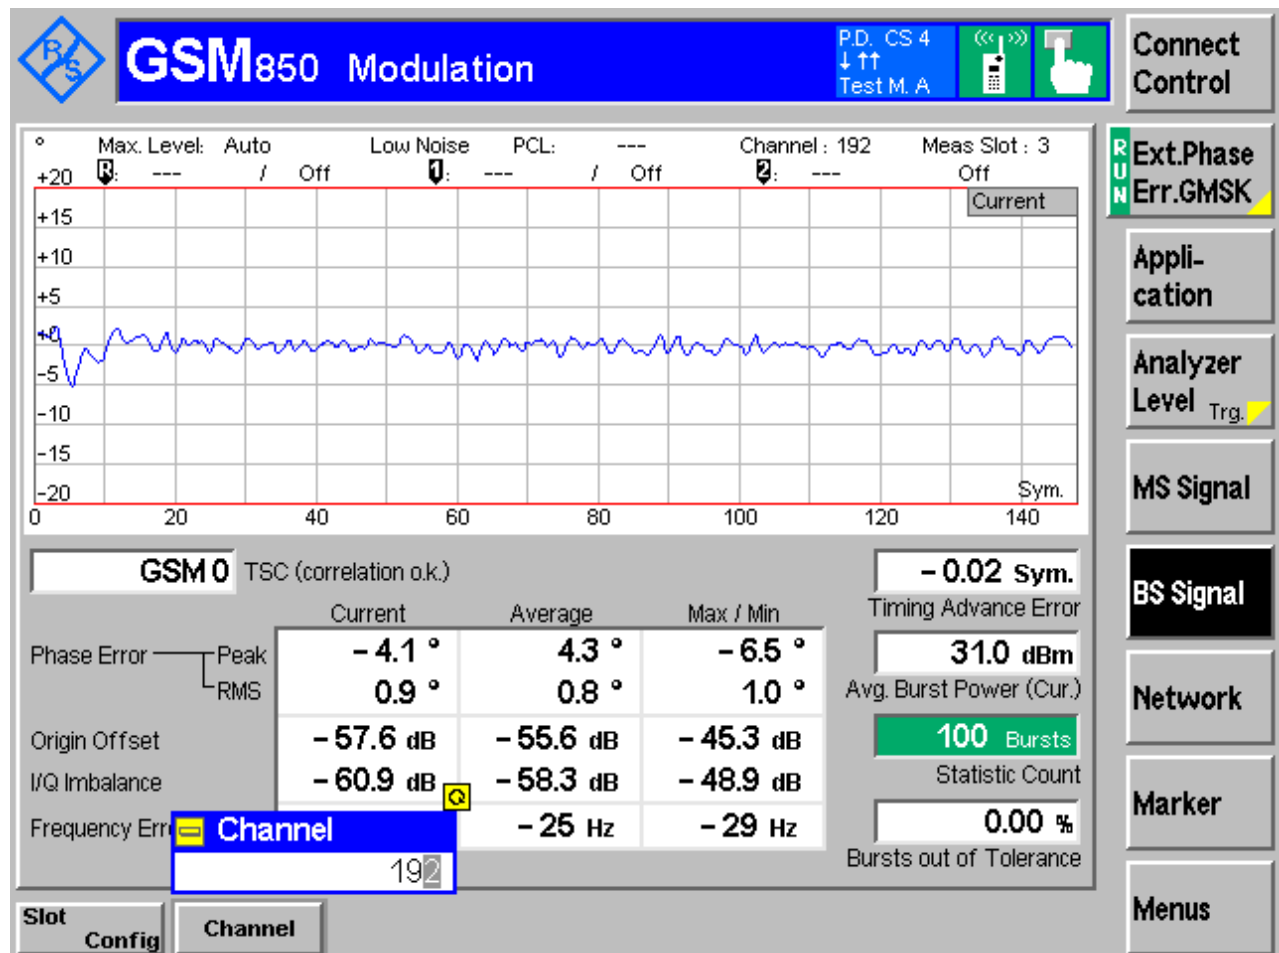 R/S
GSM850 Modulation
P.D. CS 4
Test M. A
Connect Control
° Max. Level: Auto Low Noise PCL: --- Channel : 192 Meas Slot : 3
R: --- / Off 1: --- / Off 2: --- Off
Current
+20
+15
+10
+5
+0
-5
-10
-15
-20
Sym.
0 20 40 60 80 100 120 140
RUN
Ext.Phase
Err.GMSK
Appli-
cation
Analyzer
Level Trg.
MS Signal
BS Signal
Network
Marker
Menus
GSM 0 TSC (correlation o.k.)
Current Average Max / Min
Phase Error Peak -4.1 ° 4.3 ° -6.5 °
RMS 0.9 ° 0.8 ° 1.0 °
Origin Offset -57.6 dB -55.6 dB -45.3 dB
I/Q Imbalance -60.9 dB -58.3 dB -48.9 dB
Frequency Err -25 Hz -29 Hz
-0.02 Sym.
Timing Advance Error
31.0 dBm
Avg. Burst Power (Cur.)
100 Bursts
Statistic Count
0.00 %
Bursts out of Tolerance
Channel
192
Slot
Config
Channel